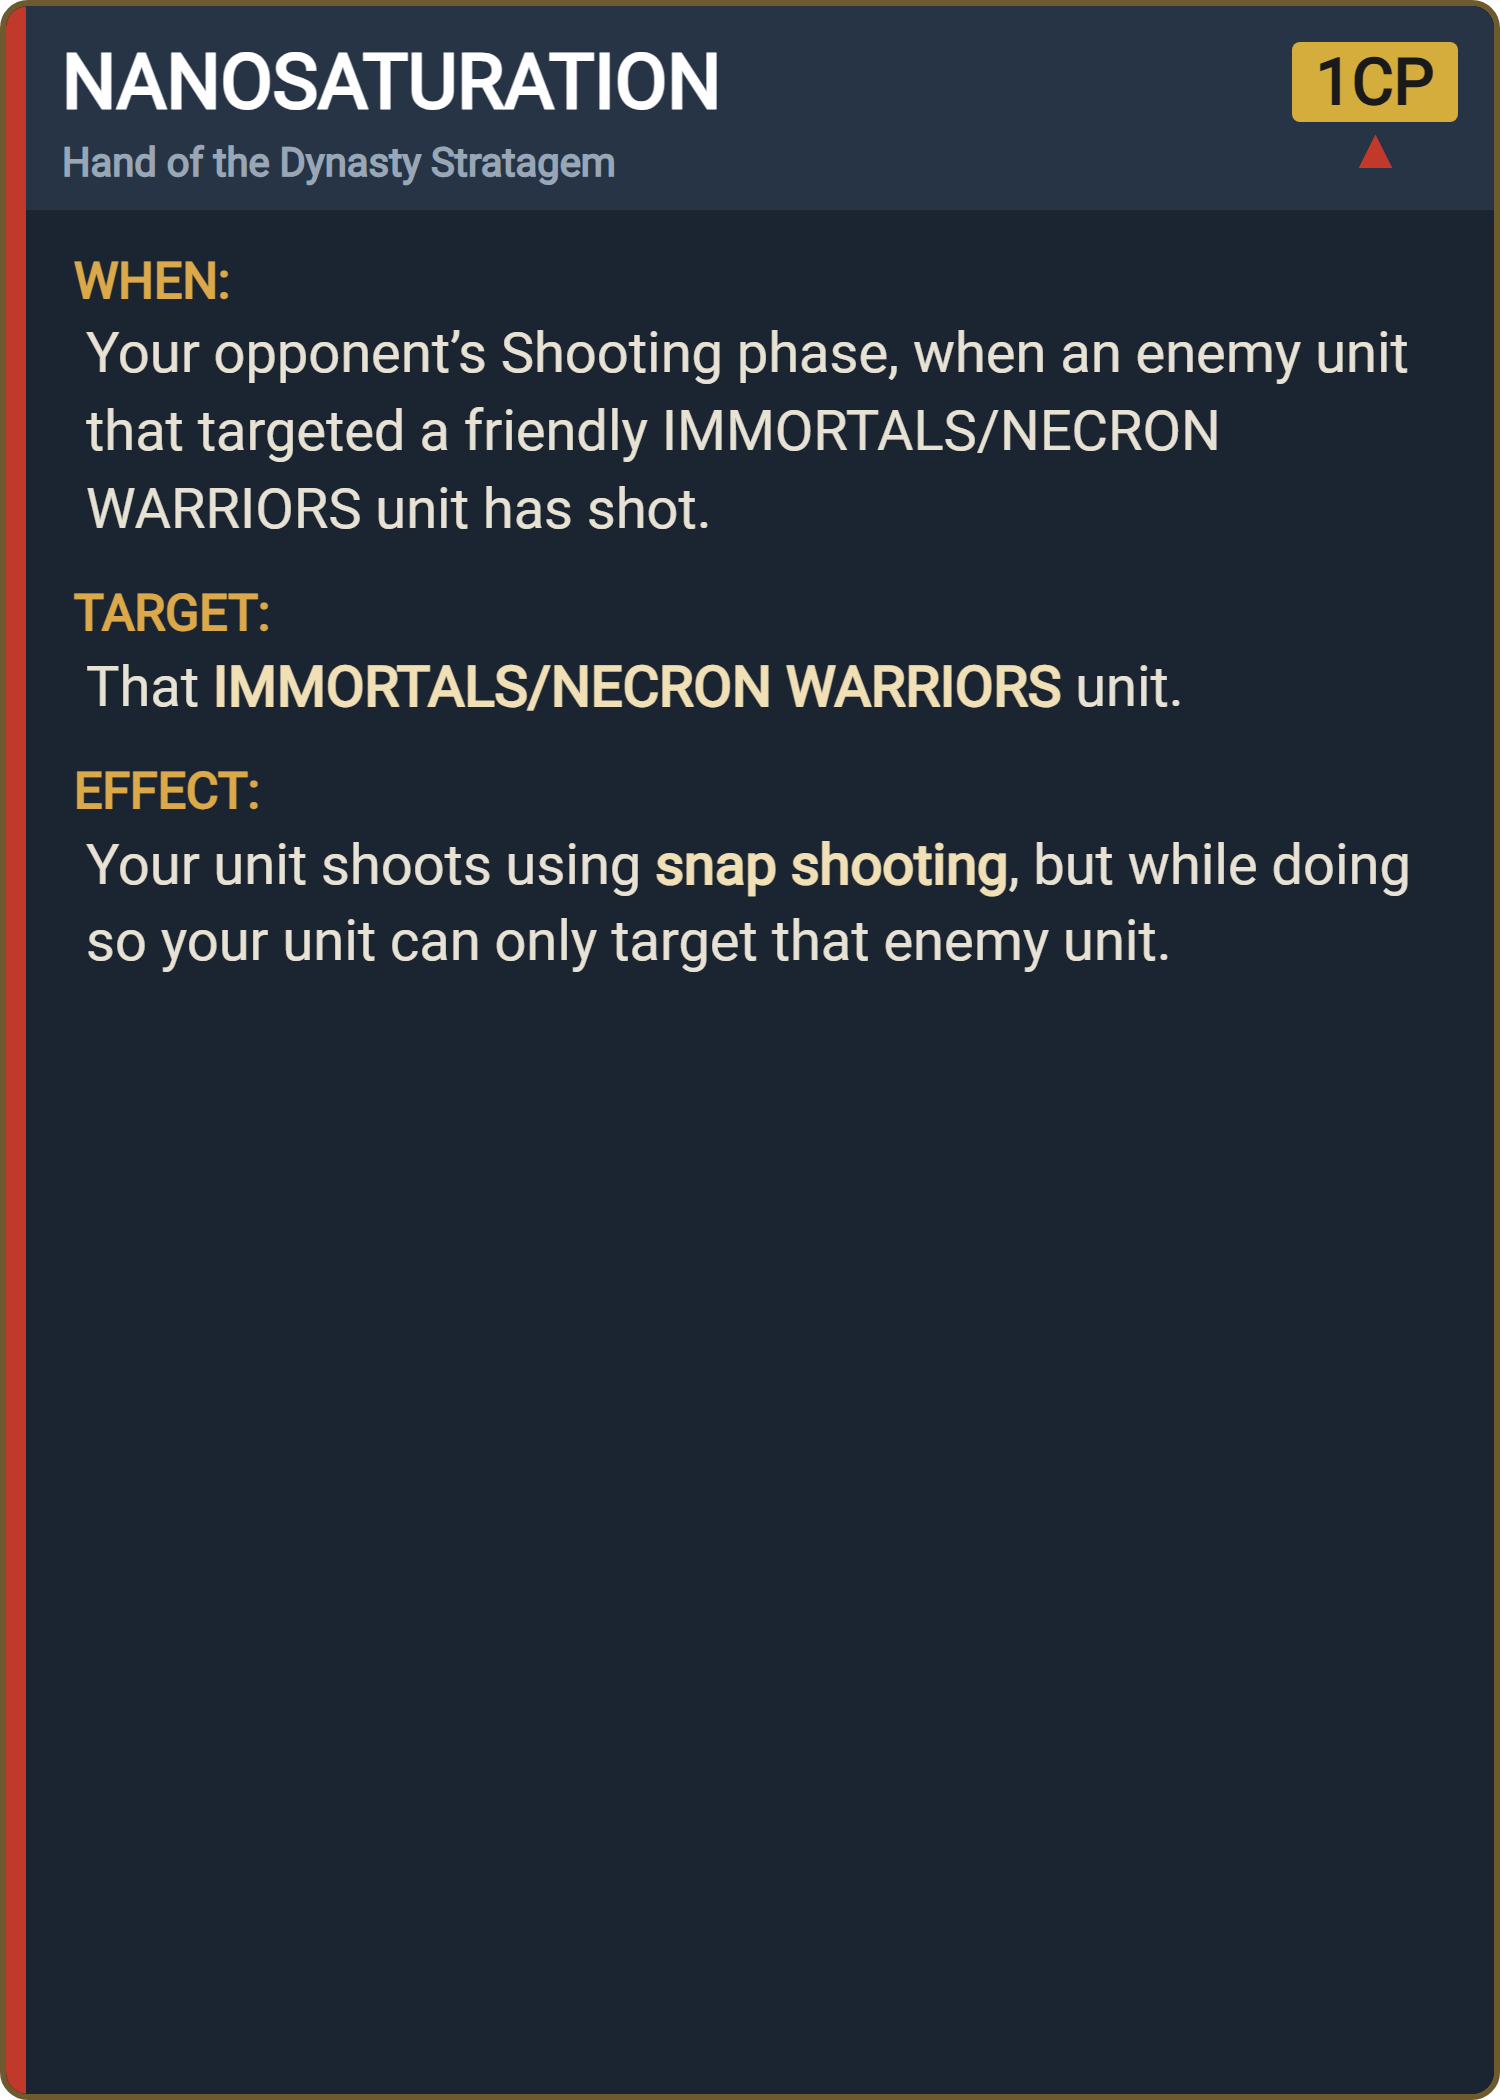 NANOSATURATION
1CP
Hand of the Dynasty Stratagem
WHEN:
Your opponent’s Shooting phase, when an enemy unit
that targeted a friendly IMMORTALS/NECRON
WARRIORS unit has shot.
TARGET:
That IMMORTALS/NECRON WARRIORS unit.
EFFECT:
Your unit shoots using snap shooting, but while doing
so your unit can only target that enemy unit.